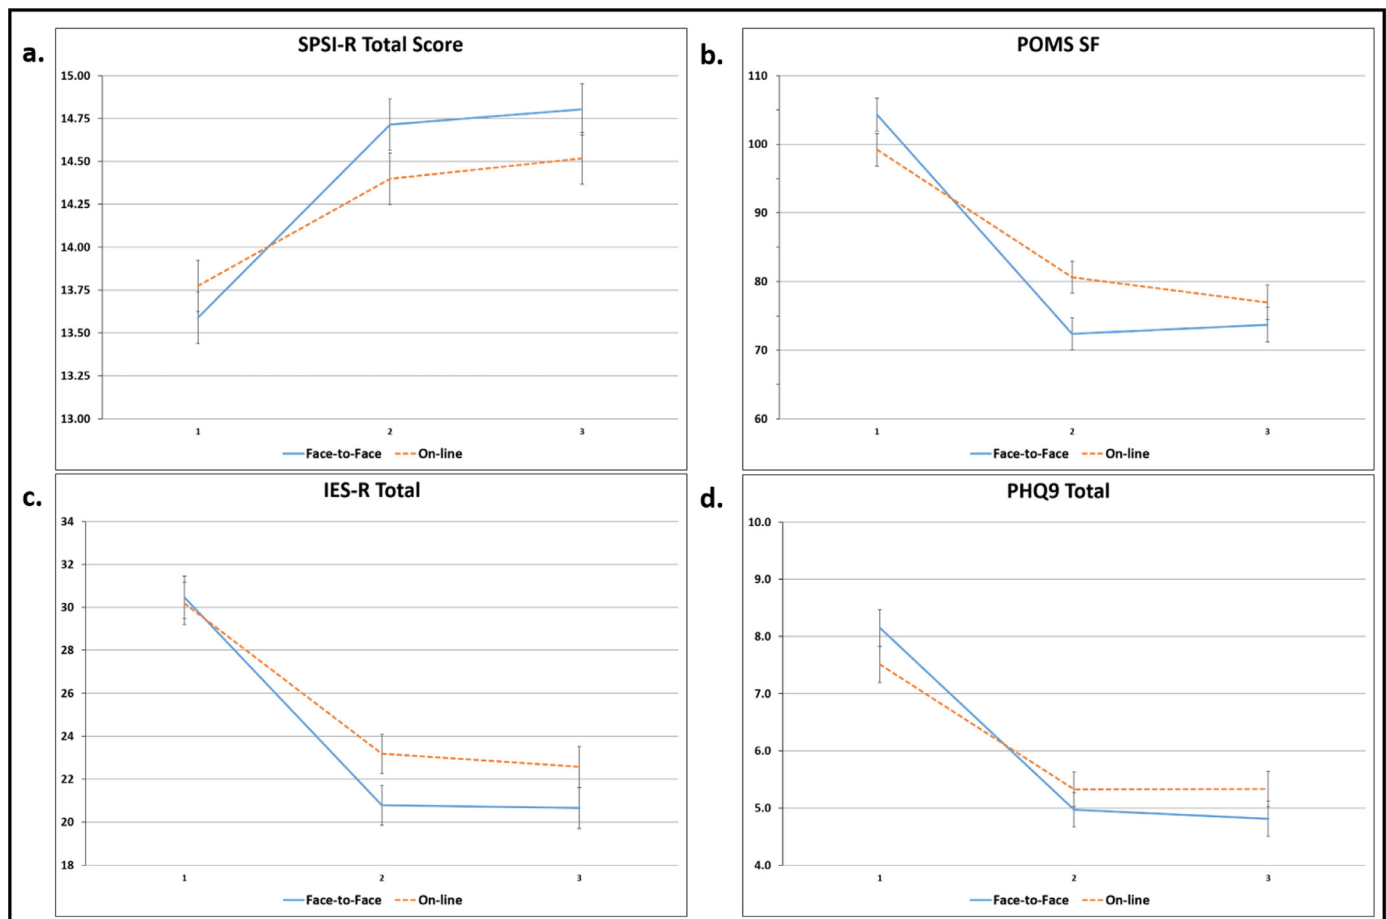 a.
SPSI-R Total Score
15.00
14.75
14.50
14.25
14.00
13.75
13.50
13.25
13.00
1 2 3
Face-to-Face On-line
b.
POMS SF
110
100
90
80
70
60
1 2 3
Face-to-Face On-line
c.
IES-R Total
34
32
30
28
26
24
22
20
18
1 2 3
Face-to-Face On-line
d.
PHQ9 Total
10.0
9.0
8.0
7.0
6.0
5.0
4.0
1 2 3
Face-to-Face On-line